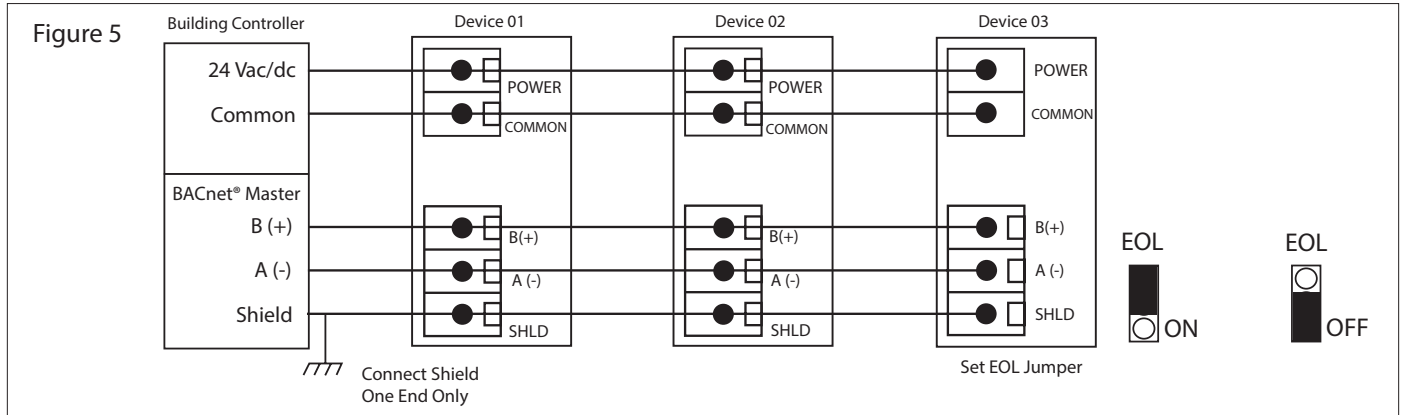 Figure 5
Building Controller
24 Vac/dc
Common
BACnet® Master
B (+)
A (-)
Shield
Connect Shield
One End Only
Device 01
POWER
COMMON
B(+)
A (-)
SHLD
Device 02
POWER
COMMON
B(+)
A (-)
SHLD
Device 03
POWER
COMMON
B(+)
A (-)
SHLD
Set EOL Jumper
EOL
ON
EOL
OFF